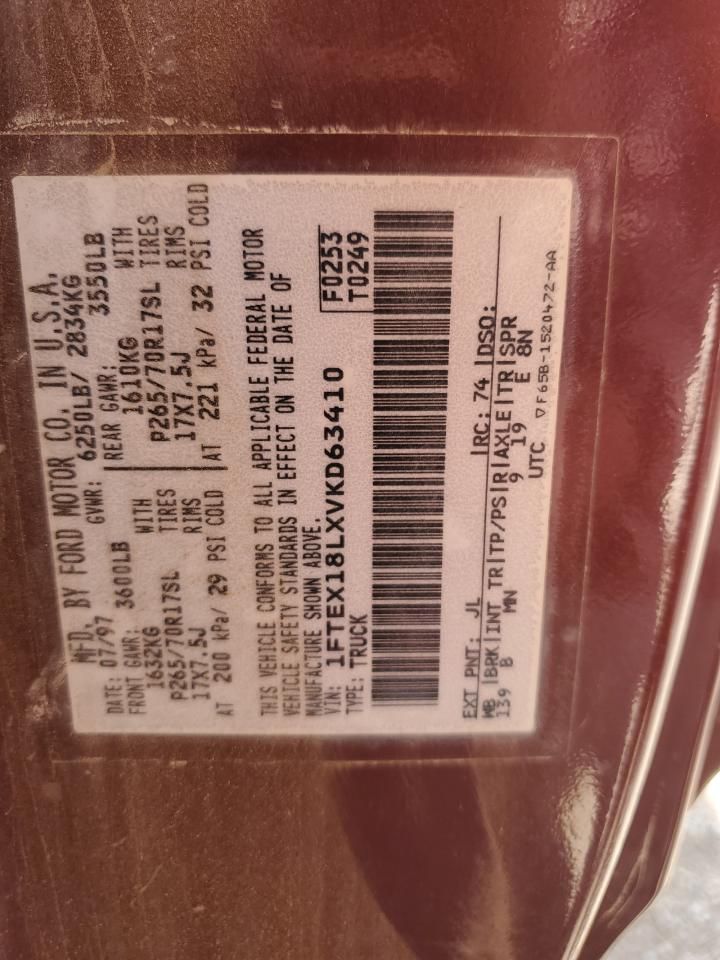 MFD. BY FORD MOTOR CO. IN U.S.A.
DATE: 07/97 GVWR: 6250LB/ 2834KG
FRONT GAWR: 3600LB REAR GAWR: 3550LB
1632KG WITH 1610KG WITH
P265/70R17SL TIRES P265/70R17SL TIRES
17X7.5J RIMS 17X7.5J RIMS
AT 200 kPa/ 29 PSI COLD AT 221 kPa/ 32 PSI COLD
THIS VEHICLE CONFORMS TO ALL APPLICABLE FEDERAL MOTOR
VEHICLE SAFETY STANDARDS IN EFFECT ON THE DATE OF
MANUFACTURE SHOWN ABOVE.
VIN: 1FTEX18LXVKD63410 F0253
TYPE: TRUCK T0249
EXT PNT: JL RC: 74 DSO:
WB BRK INT TR TP/PS R AXLE TR SPR
139 B MN 9 19 E 8N
UTC ▽F65B-1520472-AA